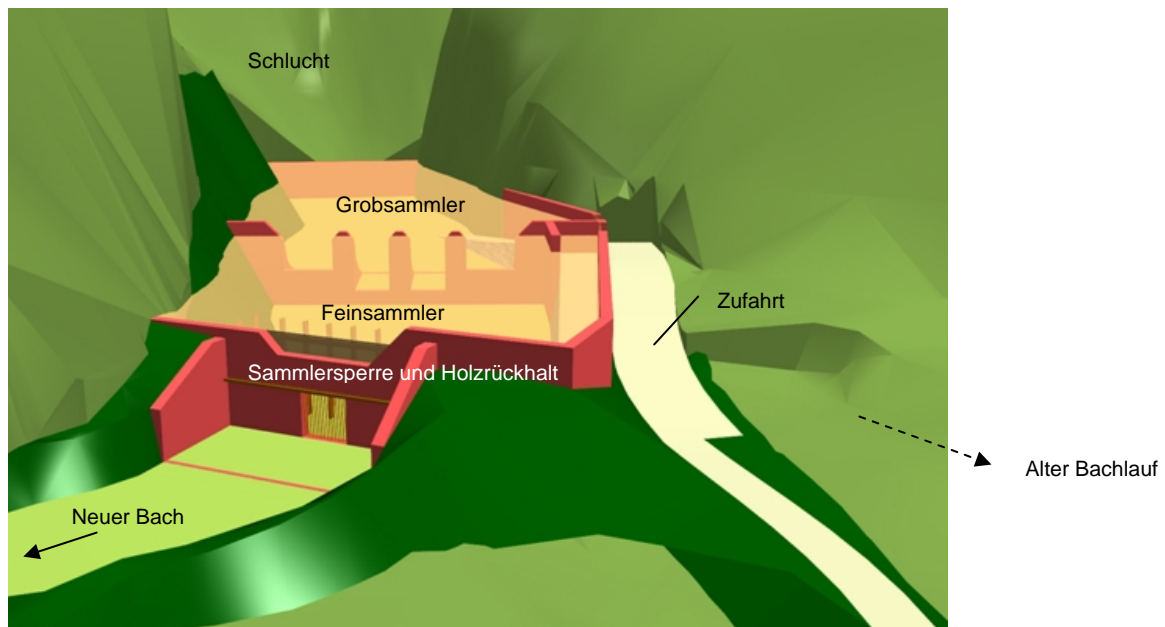 Schlucht
Grobsammler
Zufahrt
Feinsammler
Sammlersperre und Holzrückhalt
Alter Bachlauf
Neuer Bach